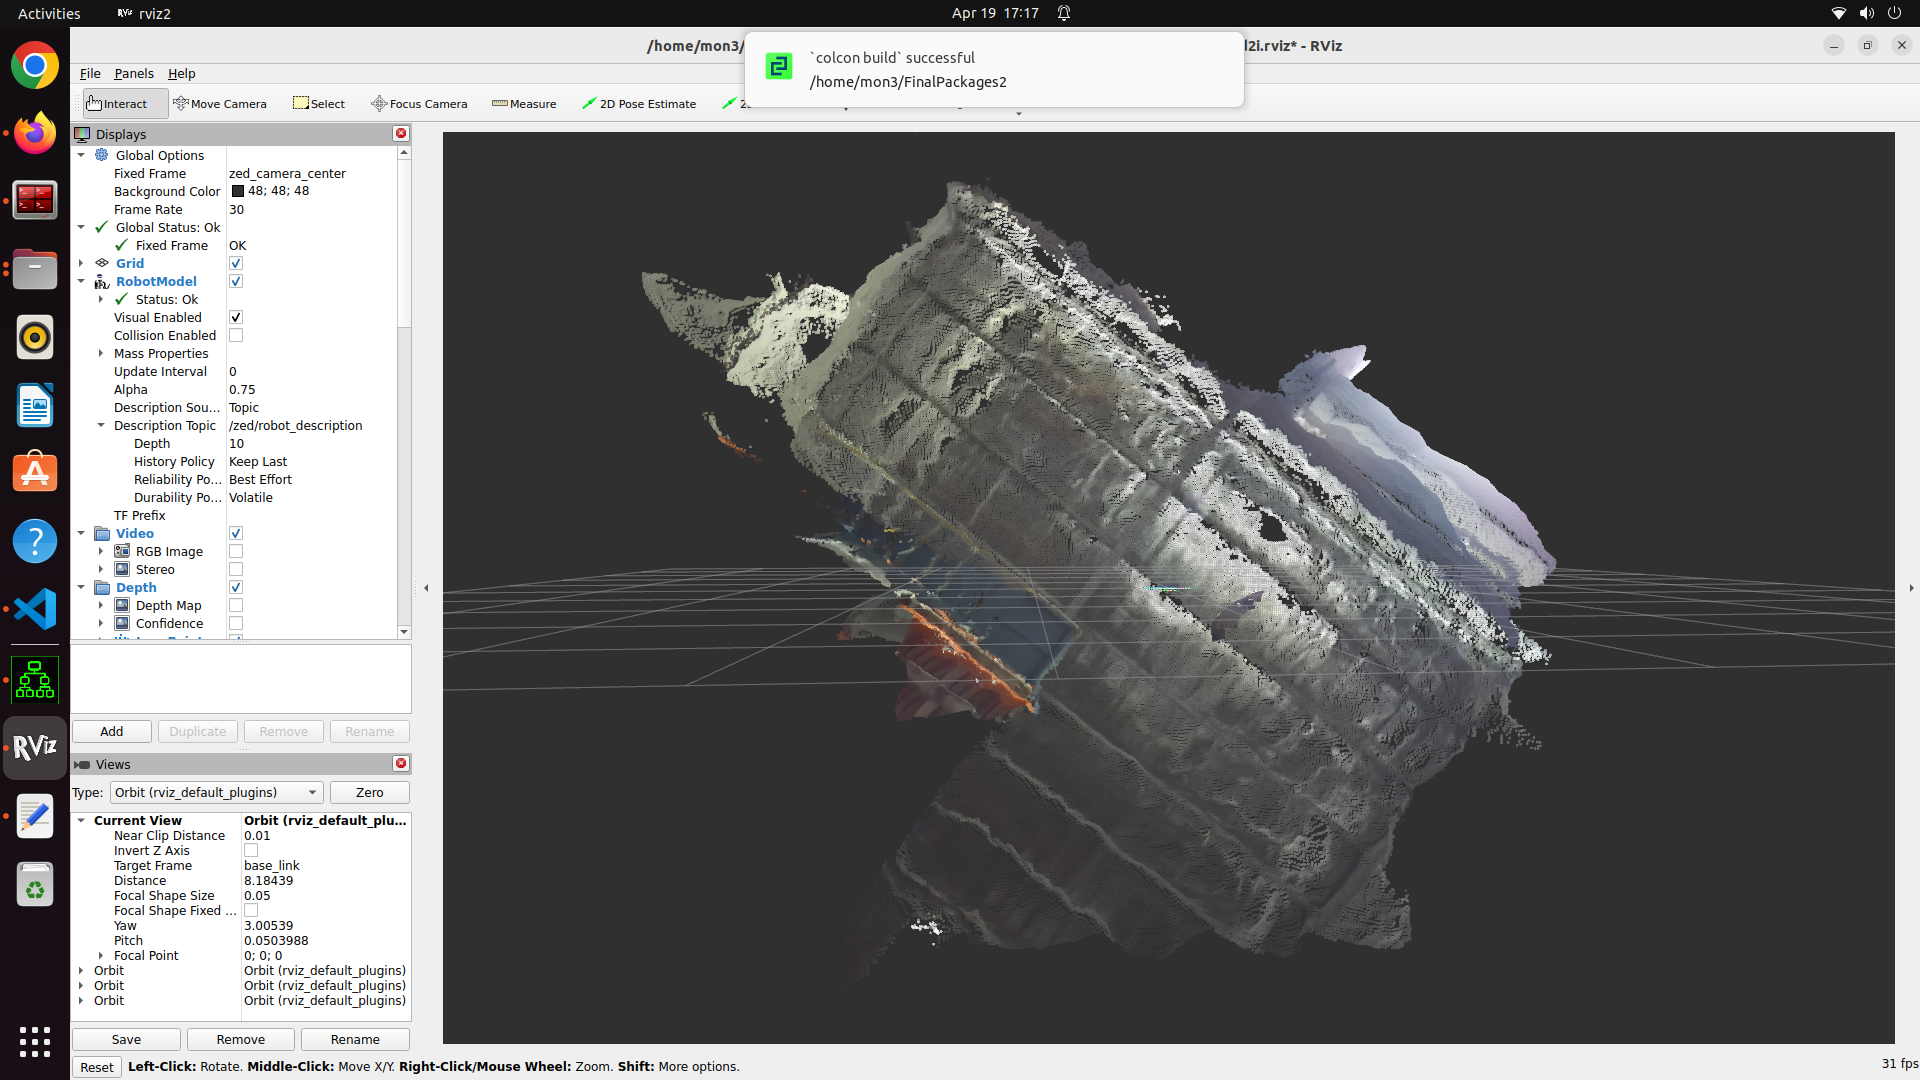 Activities
rviz2
Apr 19 17:17
/home/mon3/
l2i.rviz* - RViz
`colcon build` successful
/home/mon3/FinalPackages2
File Panels Help
Interact
Move Camera
Select
Focus Camera
Measure
2D Pose Estimate
Displays
Global Options
Fixed Frame zed_camera_center
Background Color 48; 48; 48
Frame Rate 30
Global Status: Ok
Fixed Frame OK
Grid
RobotModel
Status: Ok
Visual Enabled
Collision Enabled
Mass Properties
Update Interval 0
Alpha 0.75
Description Sou... Topic
Description Topic /zed/robot_description
Depth 10
History Policy Keep Last
Reliability Po... Best Effort
Durability Po... Volatile
TF Prefix
Video
RGB Image
Stereo
Depth
Depth Map
Confidence
Add Duplicate Remove Rename
Views
Type: Orbit (rviz_default_plugins) Zero
Current View Orbit (rviz_default_plu...
Near Clip Distance 0.01
Invert Z Axis
Target Frame base_link
Distance 8.18439
Focal Shape Size 0.05
Focal Shape Fixed ...
Yaw 3.00539
Pitch 0.0503988
Focal Point 0; 0; 0
Orbit Orbit (rviz_default_plugins)
Orbit Orbit (rviz_default_plugins)
Orbit Orbit (rviz_default_plugins)
Save Remove Rename
Reset Left-Click: Rotate. Middle-Click: Move X/Y. Right-Click/Mouse Wheel: Zoom. Shift: More options.
31 fps
RViz